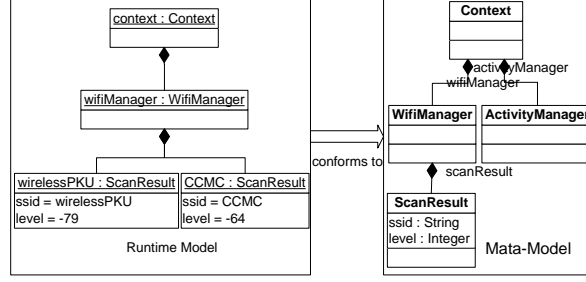 context : Context
wifiManager : WifiManager
wirelessPKU : ScanResult
ssid = wirelessPKU
level = -79
CCMC : ScanResult
ssid = CCMC
level = -64
Runtime Model
conforms to
Context
activityManager
wifiManager
WifiManager
ActivityManager
scanResult
ScanResult
ssid : String
level : Integer
Mata-Model